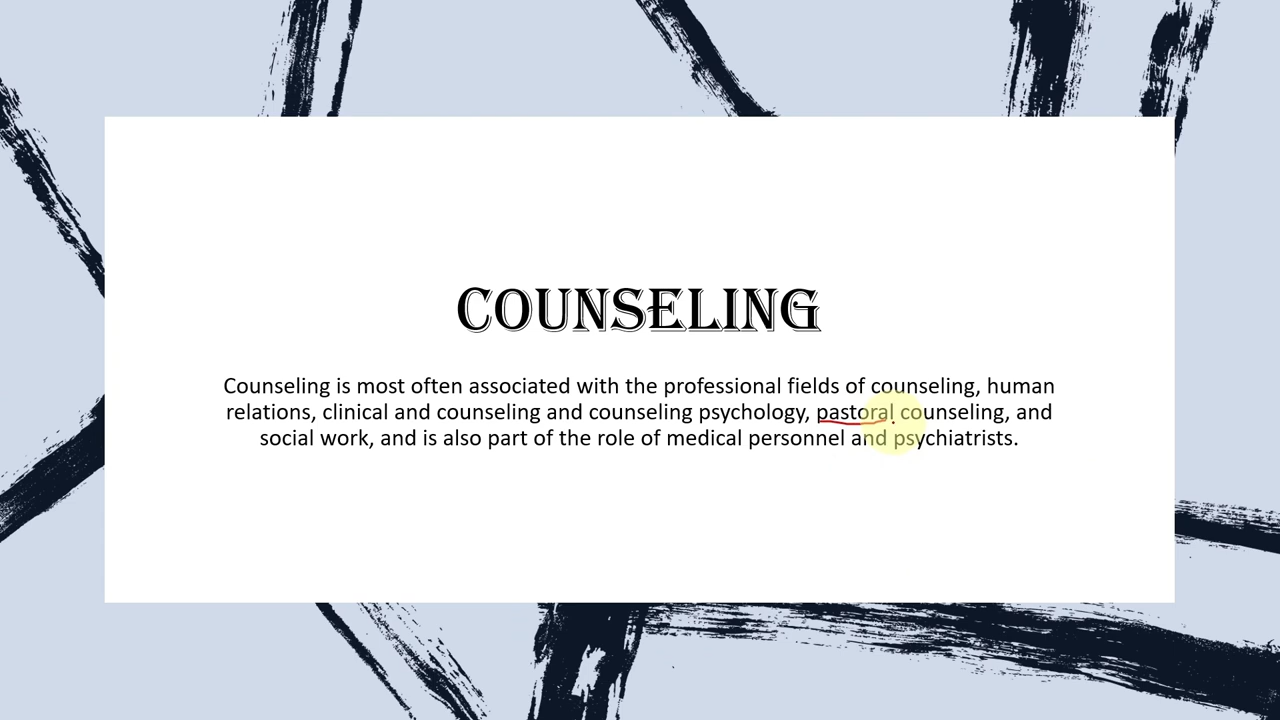 COUNSELING
Counseling is most often associated with the professional fields of counseling, human
relations, clinical and counseling and counseling psychology, pastoral counseling, and
social work, and is also part of the role of medical personnel and psychiatrists.